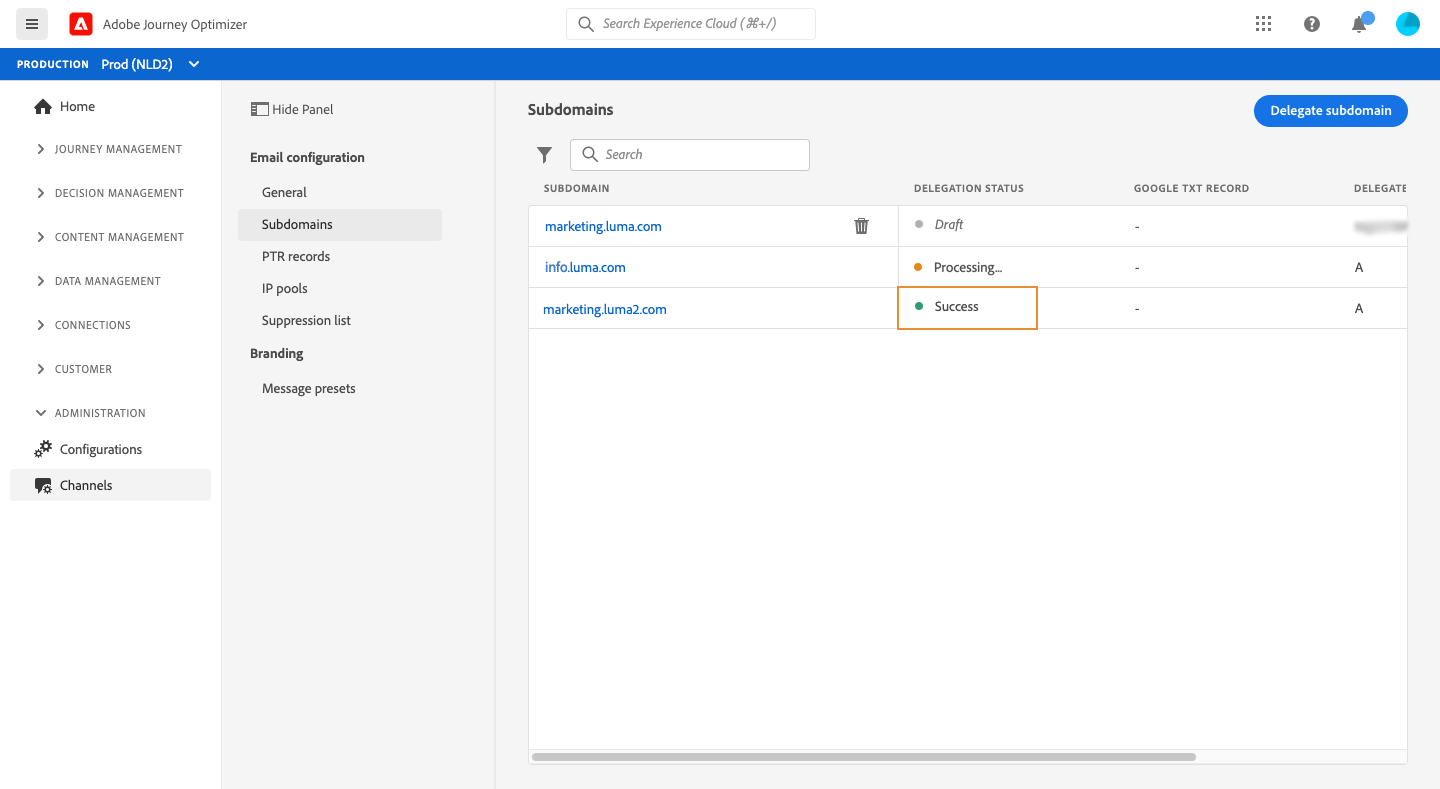 Adobe Journey Optimizer
Search Experience Cloud (⌘+/)
PRODUCTION Prod (NLD2)
Home
JOURNEY MANAGEMENT
DECISION MANAGEMENT
CONTENT MANAGEMENT
DATA MANAGEMENT
CONNECTIONS
CUSTOMER
ADMINISTRATION
Configurations
Channels
Hide Panel
Email configuration
General
Subdomains
PTR records
IP pools
Suppression list
Branding
Message presets
Subdomains
Delegate subdomain
Search
SUBDOMAIN DELEGATION STATUS GOOGLE TXT RECORD DELEGATE
marketing.luma.com Draft -
info.luma.com Processing... - A
marketing.luma2.com Success - A